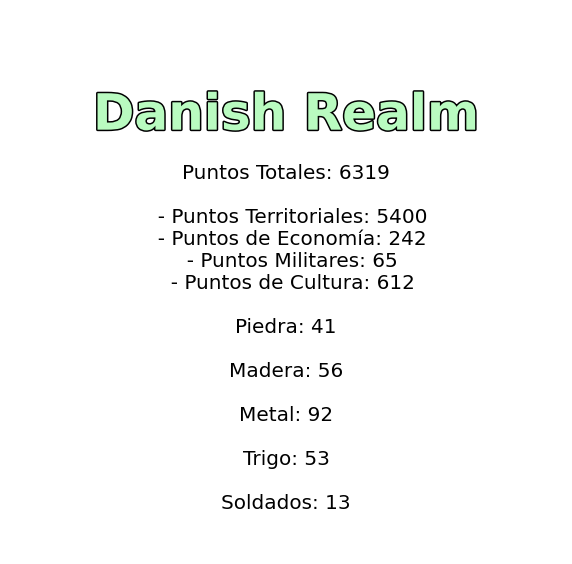 Danish Realm
Puntos Totales: 6319
- Puntos Territoriales: 5400
- Puntos de Economía: 242
- Puntos Militares: 65
- Puntos de Cultura: 612
Piedra: 41
Madera: 56
Metal: 92
Trigo: 53
Soldados: 13